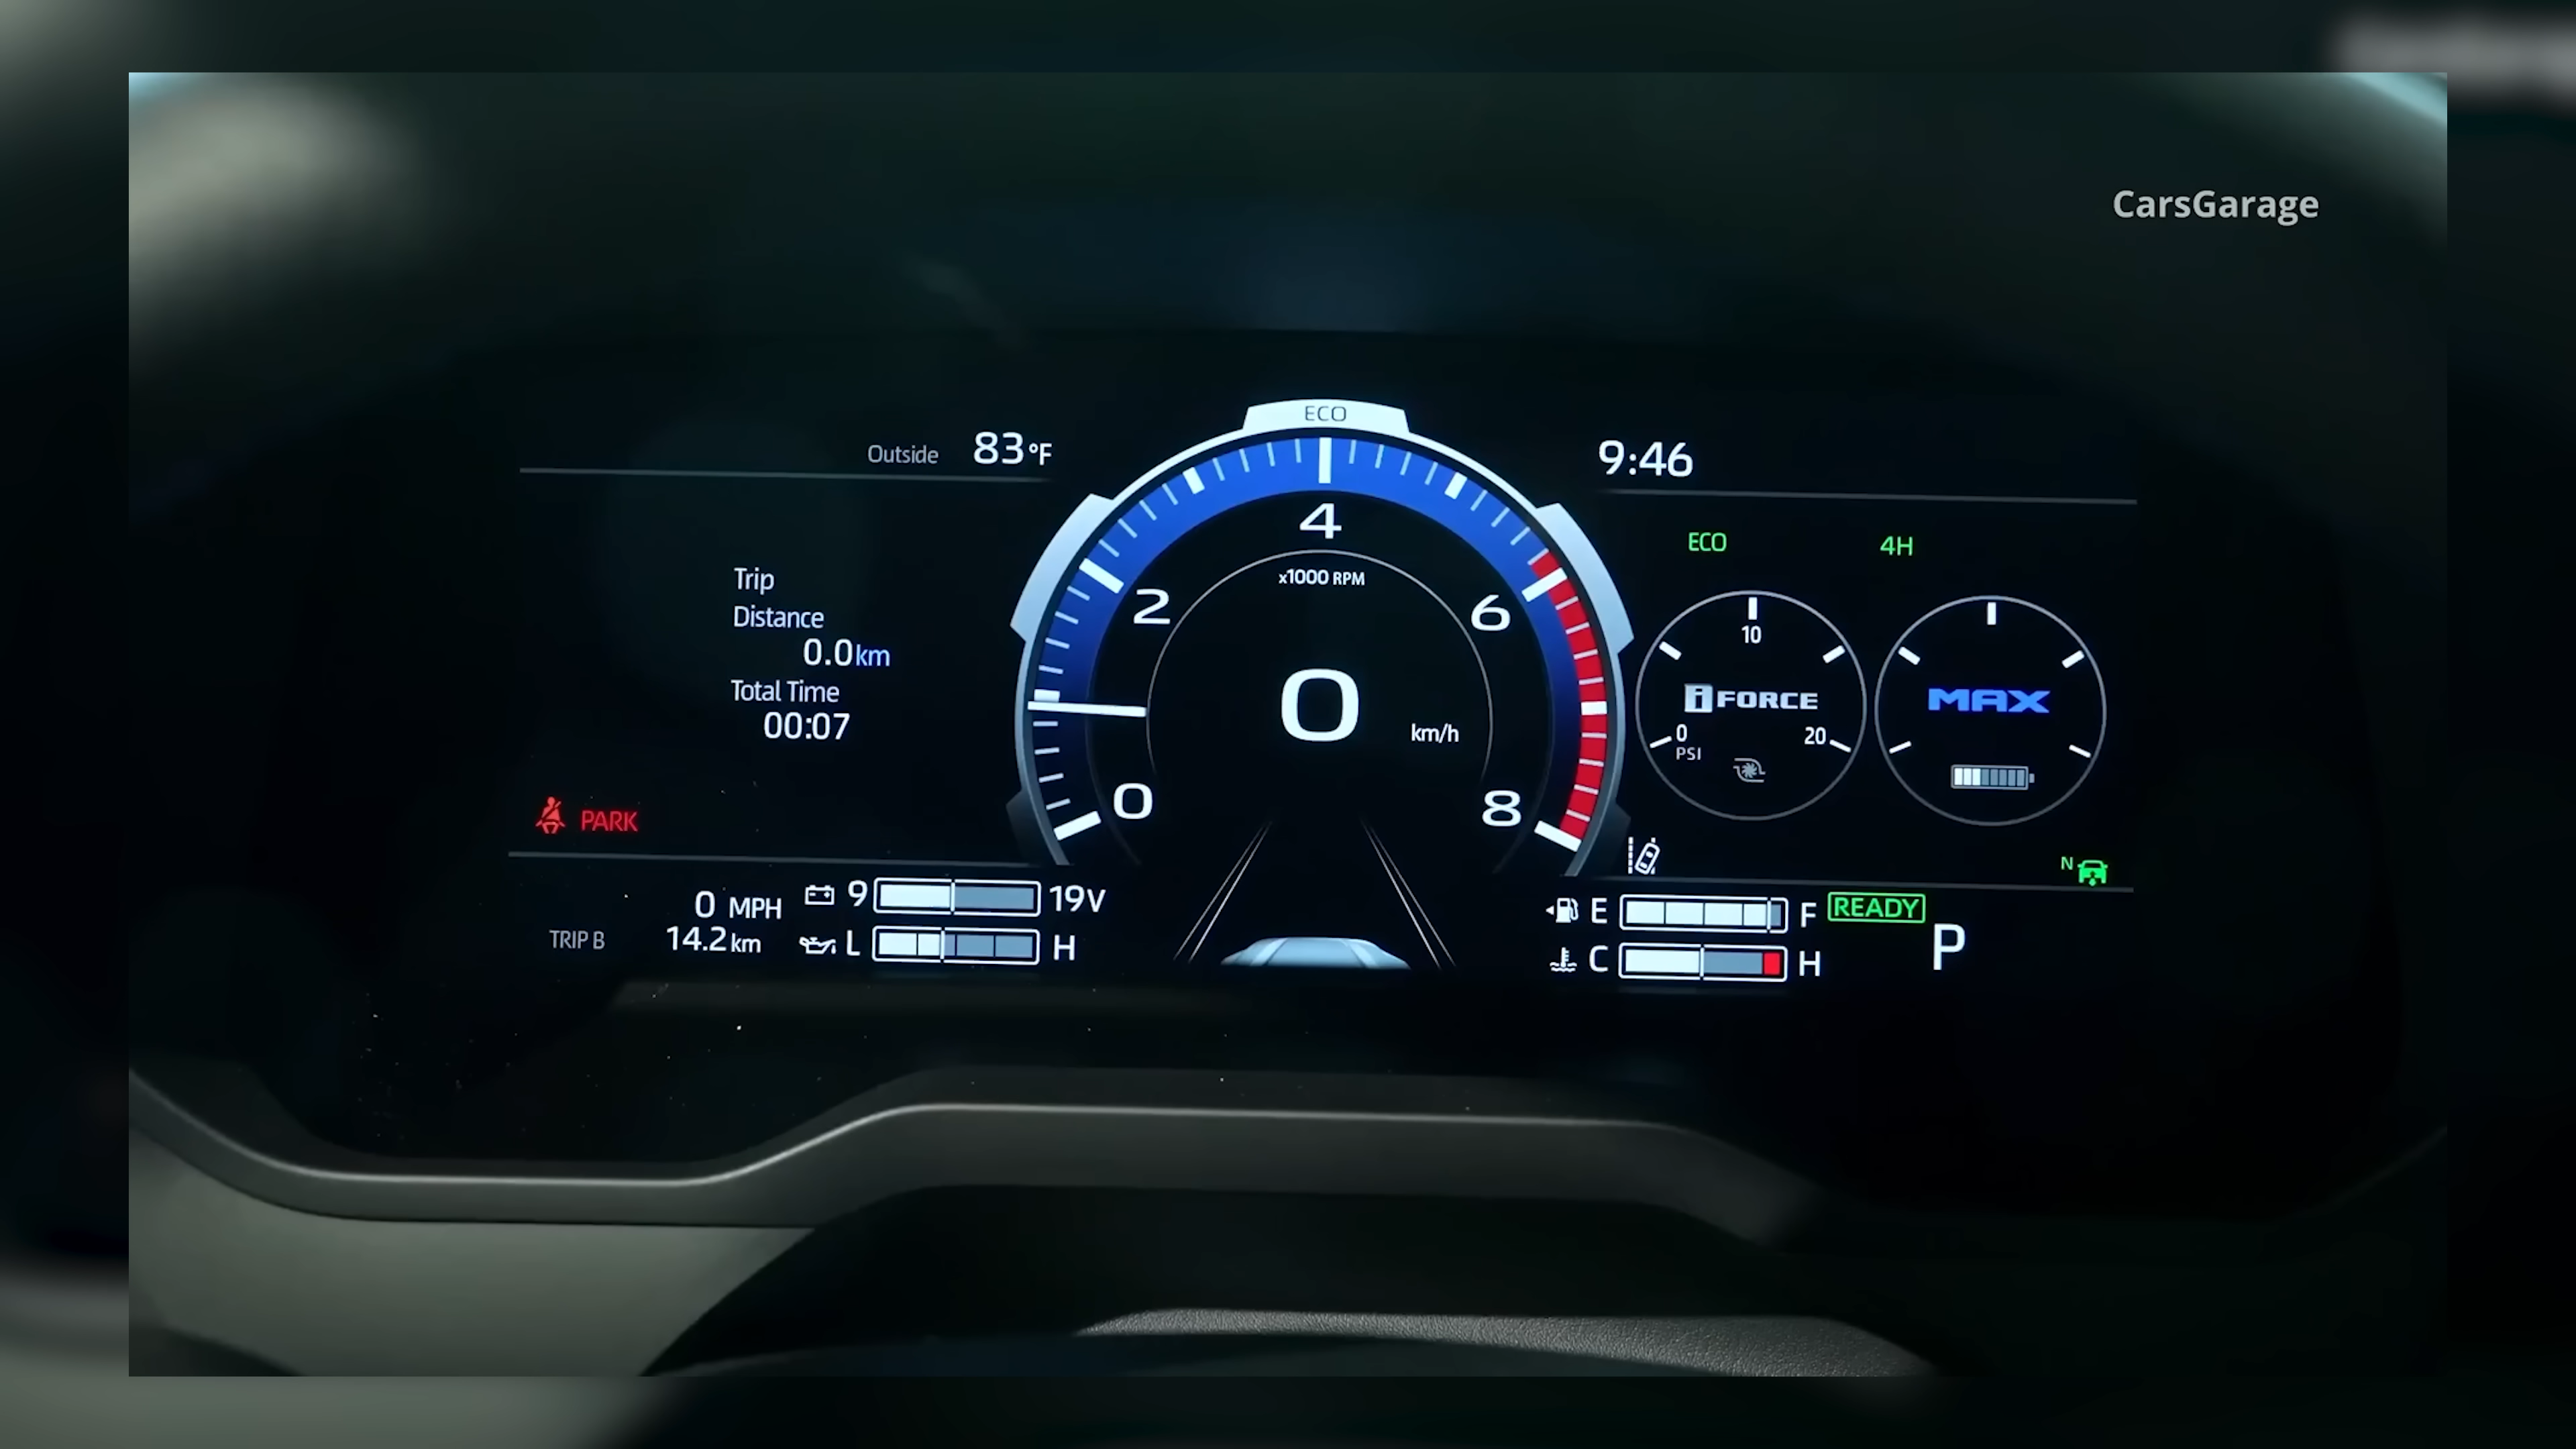 CarsGarage
ECO
Outside 83°F
9:46
4
x1000 RPM
ECO 4H
Trip
Distance
0.0km
Total Time
00:07
2
6
10
iFORCE
MAX
0
km/h
0 20
PSI
0
8
PARK
N
0 MPH
9 19V
E F READY
TRIP B 14.2km
L H
C H
P